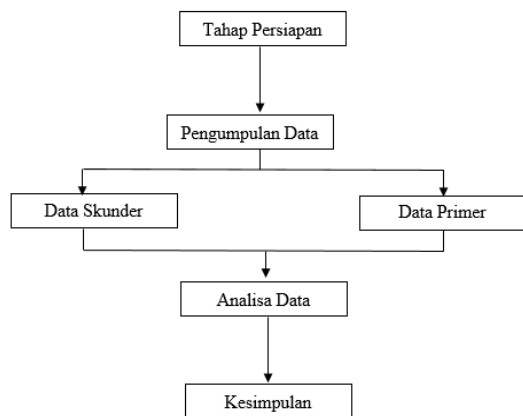 Tahap Persiapan
Pengumpulan Data
Data Skunder
Data Primer
Analisa Data
Kesimpulan